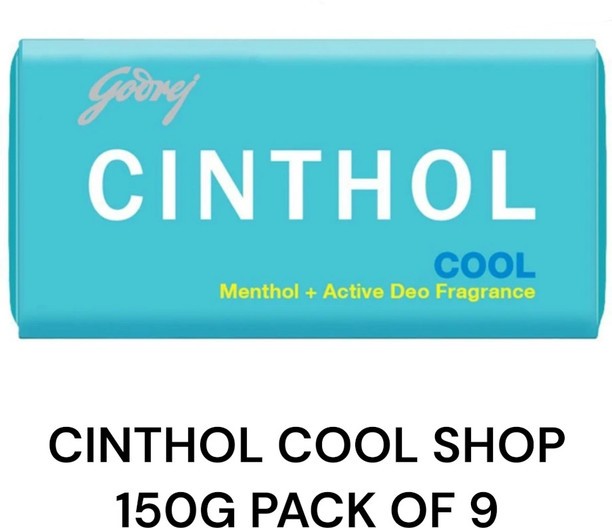 Godrej
CINTHOL
COOL
Menthol + Active Deo Fragrance
CINTHOL COOL SHOP
150G PACK OF 9